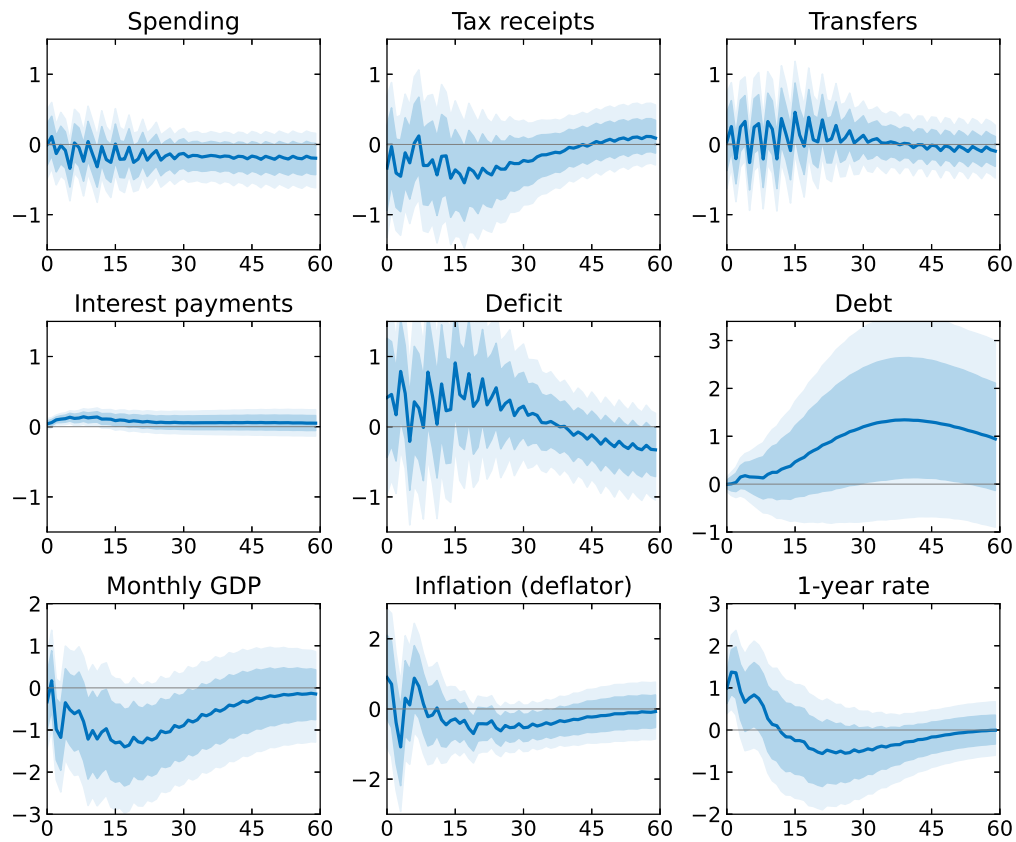 Spending Tax receipts Transfers
1 1 1
0 0 0
−1 −1 −1
0 15 30 45 60 0 15 30 45 60 0 15 30 45 60
Interest payments Deficit Debt
3
1 1
2
1
0 0
0
−1 −1
−1
0 15 30 45 60 0 15 30 45 60 0 15 30 45 60
Monthly GDP Inflation (deflator) 1-year rate
2 3
2
1 2
0 1
0
−1 0
−2 −1
−2
−3 −2
0 15 30 45 60 0 15 30 45 60 0 15 30 45 60